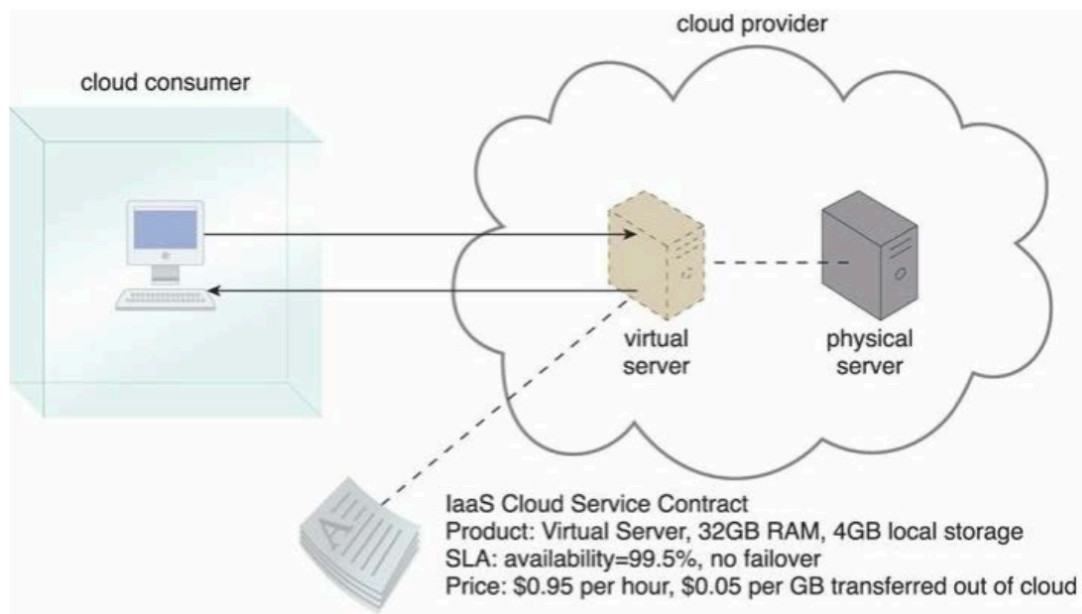 cloud provider
cloud consumer
virtual
server
physical
server
A
IaaS Cloud Service Contract
Product: Virtual Server, 32GB RAM, 4GB local storage
SLA: availability=99.5%, no failover
Price: $0.95 per hour, $0.05 per GB transferred out of cloud